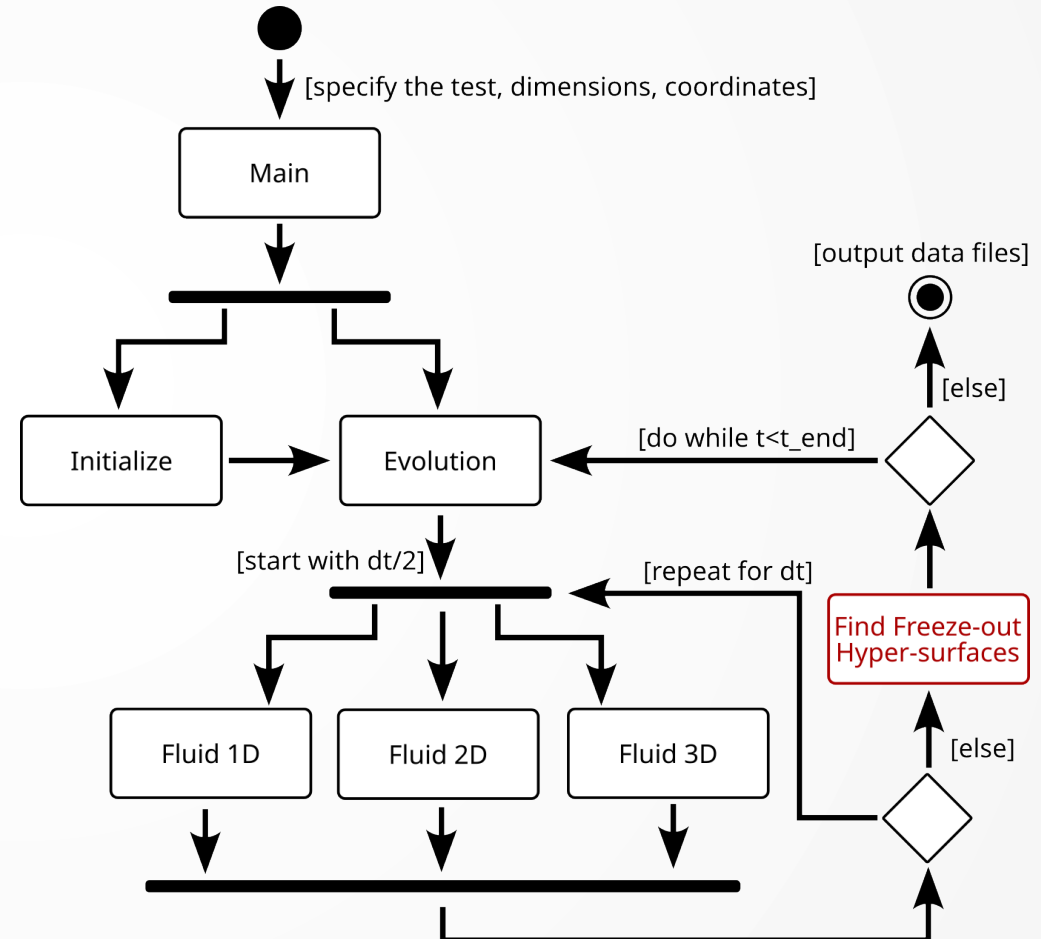 [specify the test, dimensions, coordinates]
Main
[output data files]
[else]
[do while t<t_end]
Initialize
Evolution
[start with dt/2]
[repeat for dt]
Find Freeze-out
Hyper-surfaces
[else]
Fluid 1D
Fluid 2D
Fluid 3D